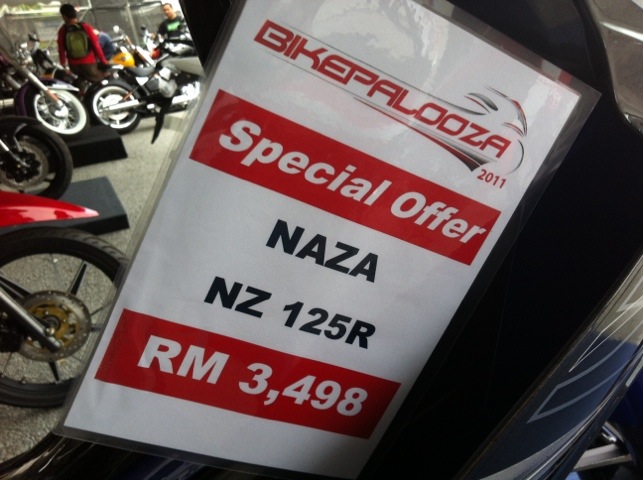 BIKEPALOOZA
2011
Special Offer
NAZA
NZ 125R
RM 3,498